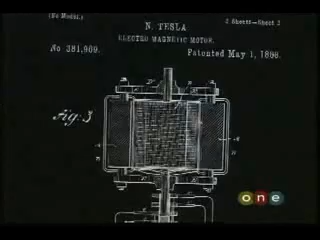 (No Model.)
2 Sheets—Sheet 2
N. TESLA
ELECTRO MAGNETIC MOTOR.
No 381,969.
Patented May 1, 1888.
Fig: 3
one